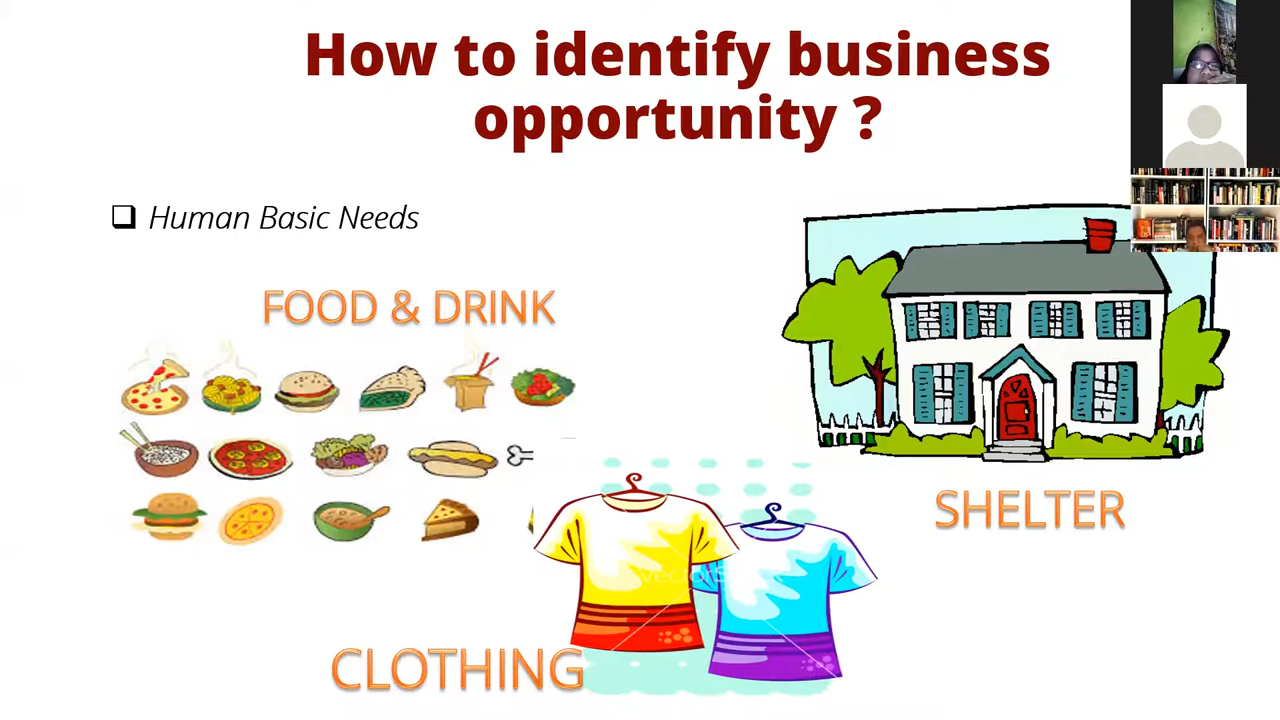 How to identify business
opportunity ?
❑ Human Basic Needs
FOOD & DRINK
SHELTER
CLOTHING